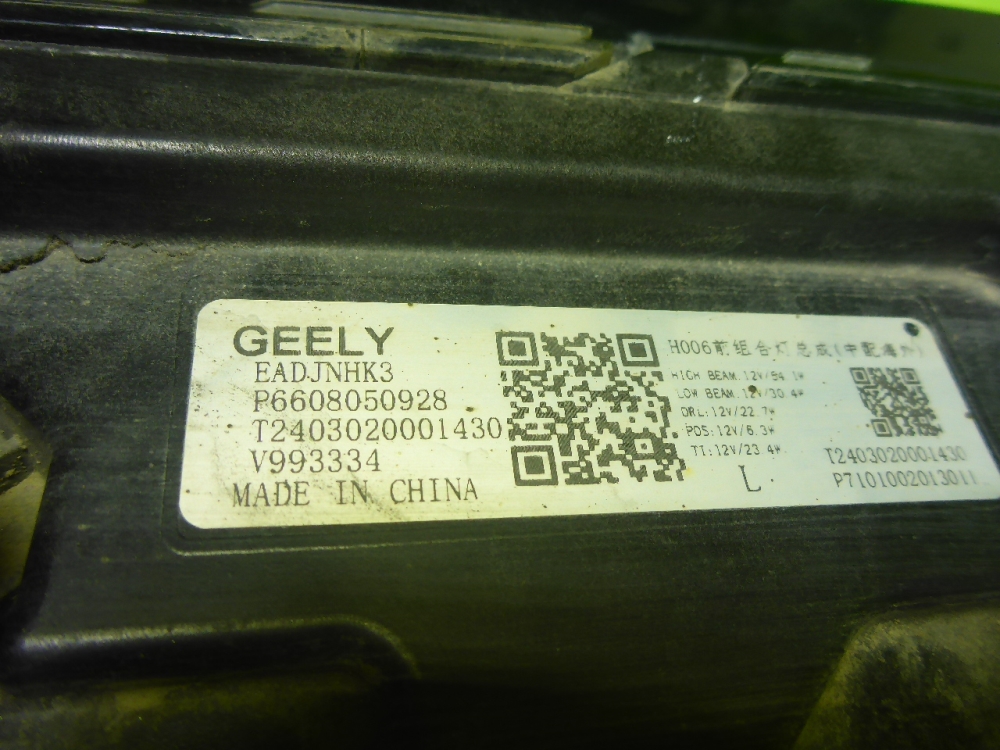 GEELY
EADJNHK3
P6608050928
T2403020001430
V993334
MADE IN CHINA
H006前组合灯总成(中配海外)
HIGH BEAM:12V/54.1W
LOW BEAM:12V/30.4W
DRL:12V/22.7W
POS:12V/6.3W
TI:12V/23.4W
L
T2403020001430
P7101002013011